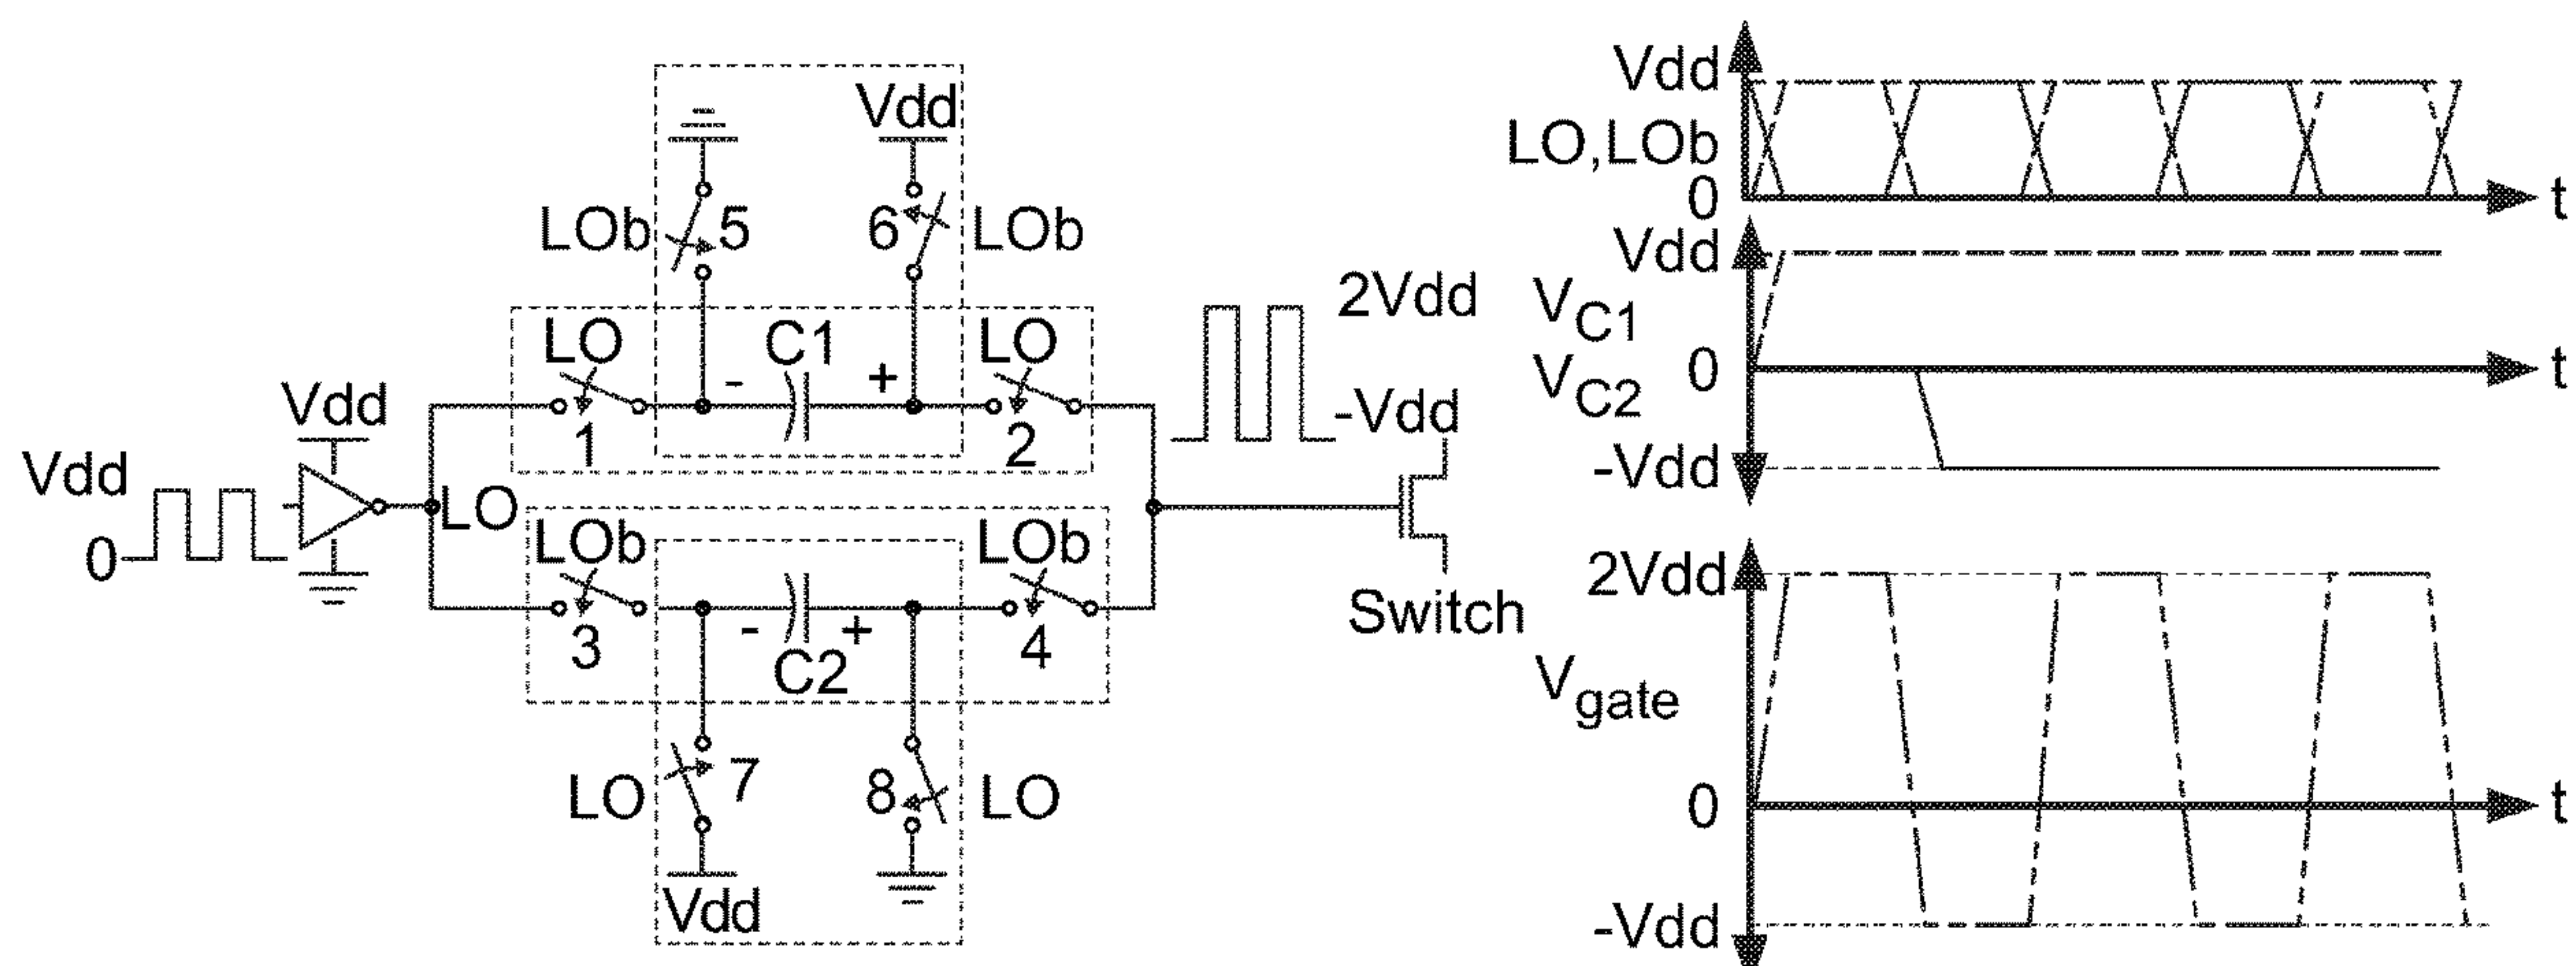 Vdd
LOb
5
6
LOb
LO
C1
LO
-
+
1
2
2Vdd
-Vdd
Vdd
Vdd
0
LO
LOb
LOb
3
-
+
4
C2
Switch
LO
7
8
LO
Vdd
Vdd
LO,LOb
0
t
Vdd
VC1
VC2
0
t
-Vdd
2Vdd
Vgate
0
t
-Vdd